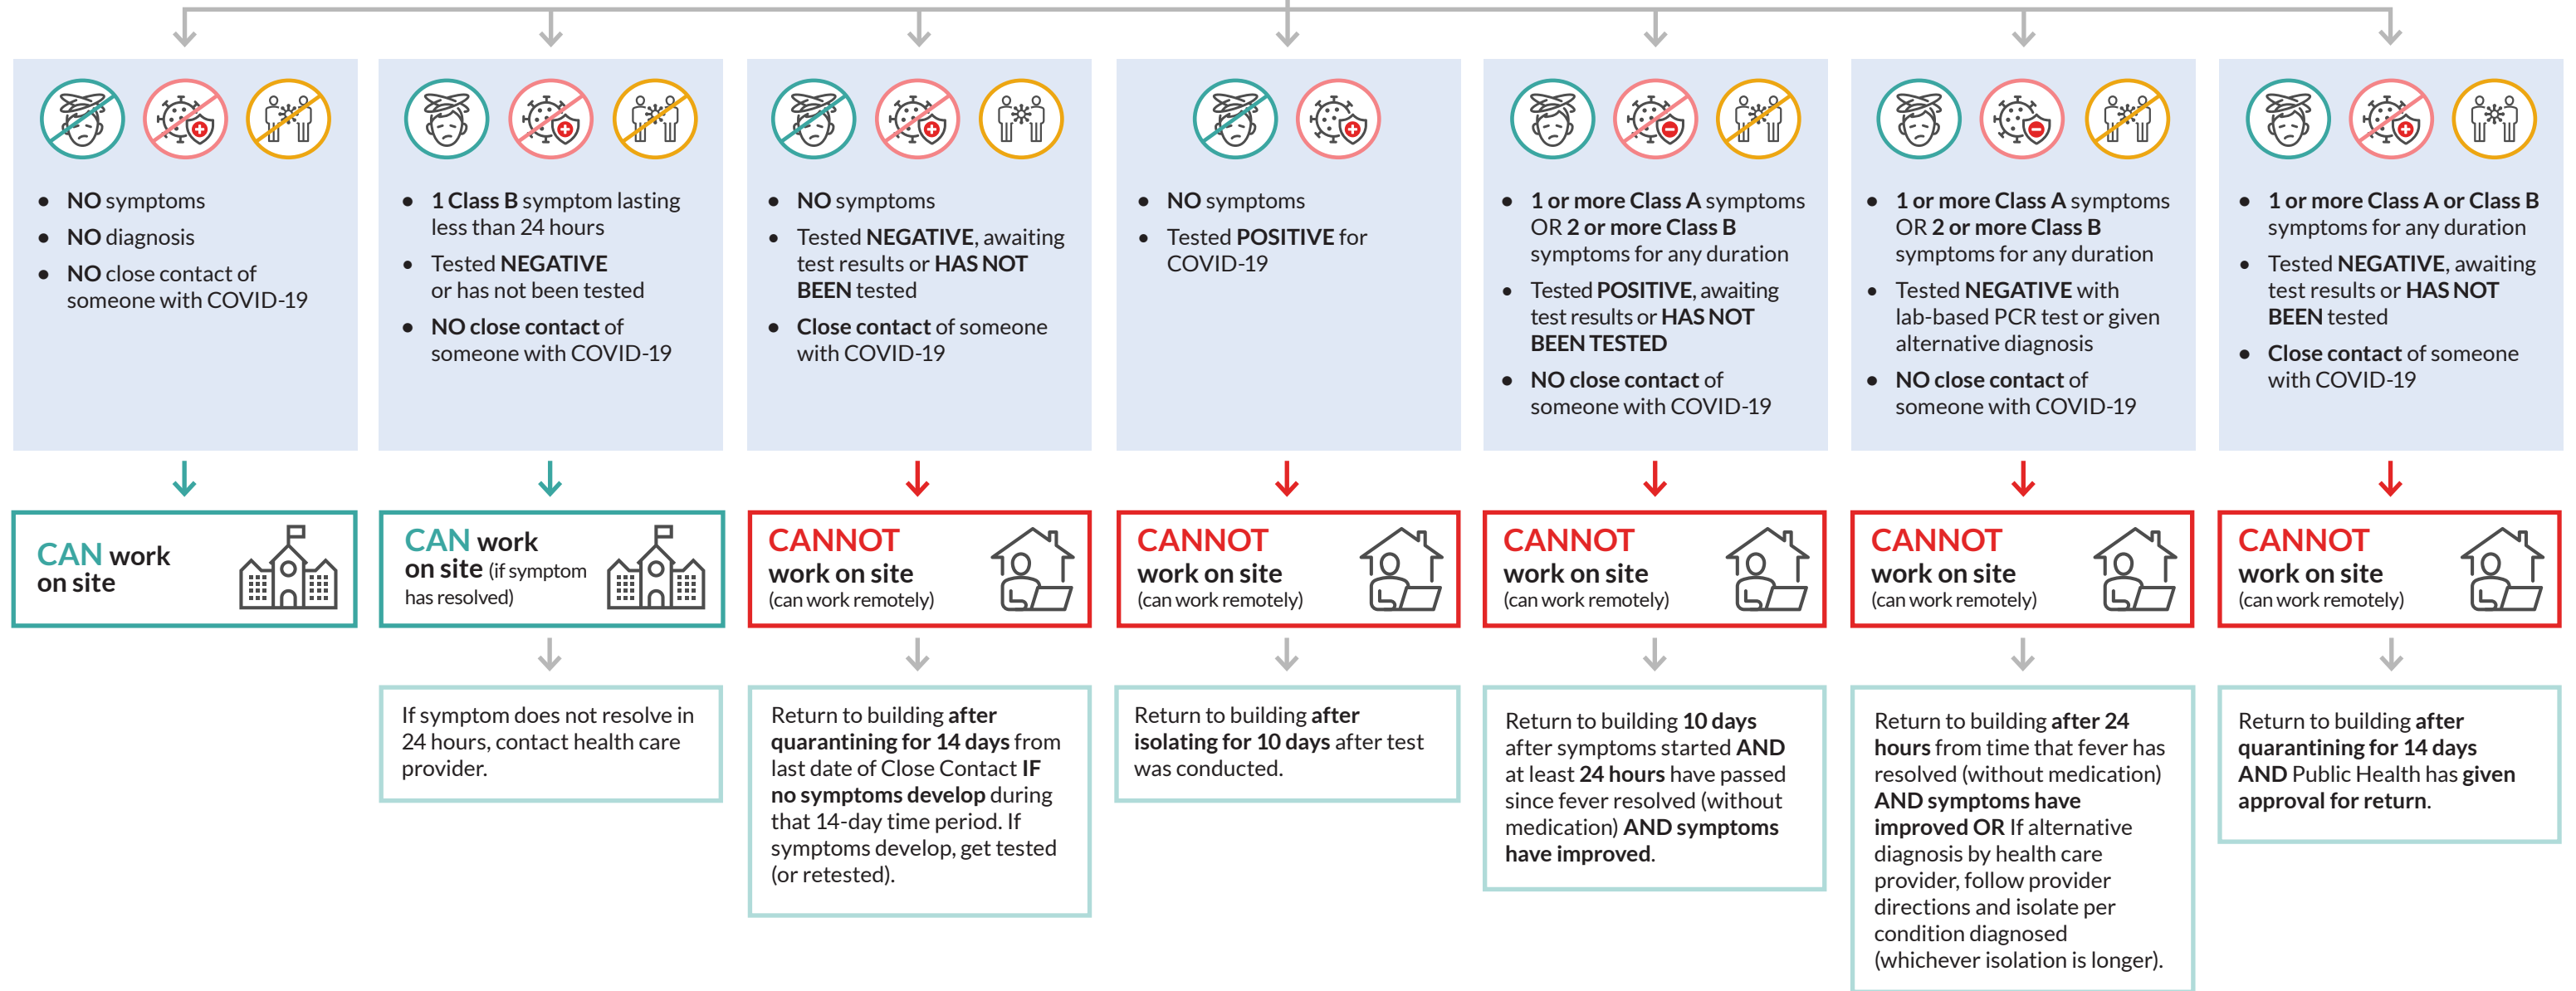 ● NO symptoms
● NO diagnosis
● NO close contact of
someone with COVID-19
● 1 Class B symptom lasting
less than 24 hours
● Tested NEGATIVE
or has not been tested
● NO close contact of
someone with COVID-19
● NO symptoms
● Tested NEGATIVE, awaiting
test results or HAS NOT
BEEN tested
● Close contact of someone
with COVID-19
● NO symptoms
● Tested POSITIVE for
COVID-19
● 1 or more Class A symptoms
OR 2 or more Class B
symptoms for any duration
● Tested POSITIVE, awaiting
test results or HAS NOT
BEEN TESTED
● NO close contact of
someone with COVID-19
● 1 or more Class A symptoms
OR 2 or more Class B
symptoms for any duration
● Tested NEGATIVE with
lab-based PCR test or given
alternative diagnosis
● NO close contact of
someone with COVID-19
● 1 or more Class A or Class B
symptoms for any duration
● Tested NEGATIVE, awaiting
test results or HAS NOT
BEEN tested
● Close contact of someone
with COVID-19
CAN work
on site
CAN work
on site (if symptom
has resolved)
CANNOT
work on site
(can work remotely)
CANNOT
work on site
(can work remotely)
CANNOT
work on site
(can work remotely)
CANNOT
work on site
(can work remotely)
CANNOT
work on site
(can work remotely)
If symptom does not resolve in
24 hours, contact health care
provider.
Return to building after
quarantining for 14 days from
last date of Close Contact IF
no symptoms develop during
that 14-day time period. If
symptoms develop, get tested
(or retested).
Return to building after
isolating for 10 days after test
was conducted.
Return to building 10 days
after symptoms started AND
at least 24 hours have passed
since fever resolved (without
medication) AND symptoms
have improved.
Return to building after 24
hours from time that fever has
resolved (without medication)
AND symptoms have
improved OR If alternative
diagnosis by health care
provider, follow provider
directions and isolate per
condition diagnosed
(whichever isolation is longer).
Return to building after
quarantining for 14 days
AND Public Health has given
approval for return.